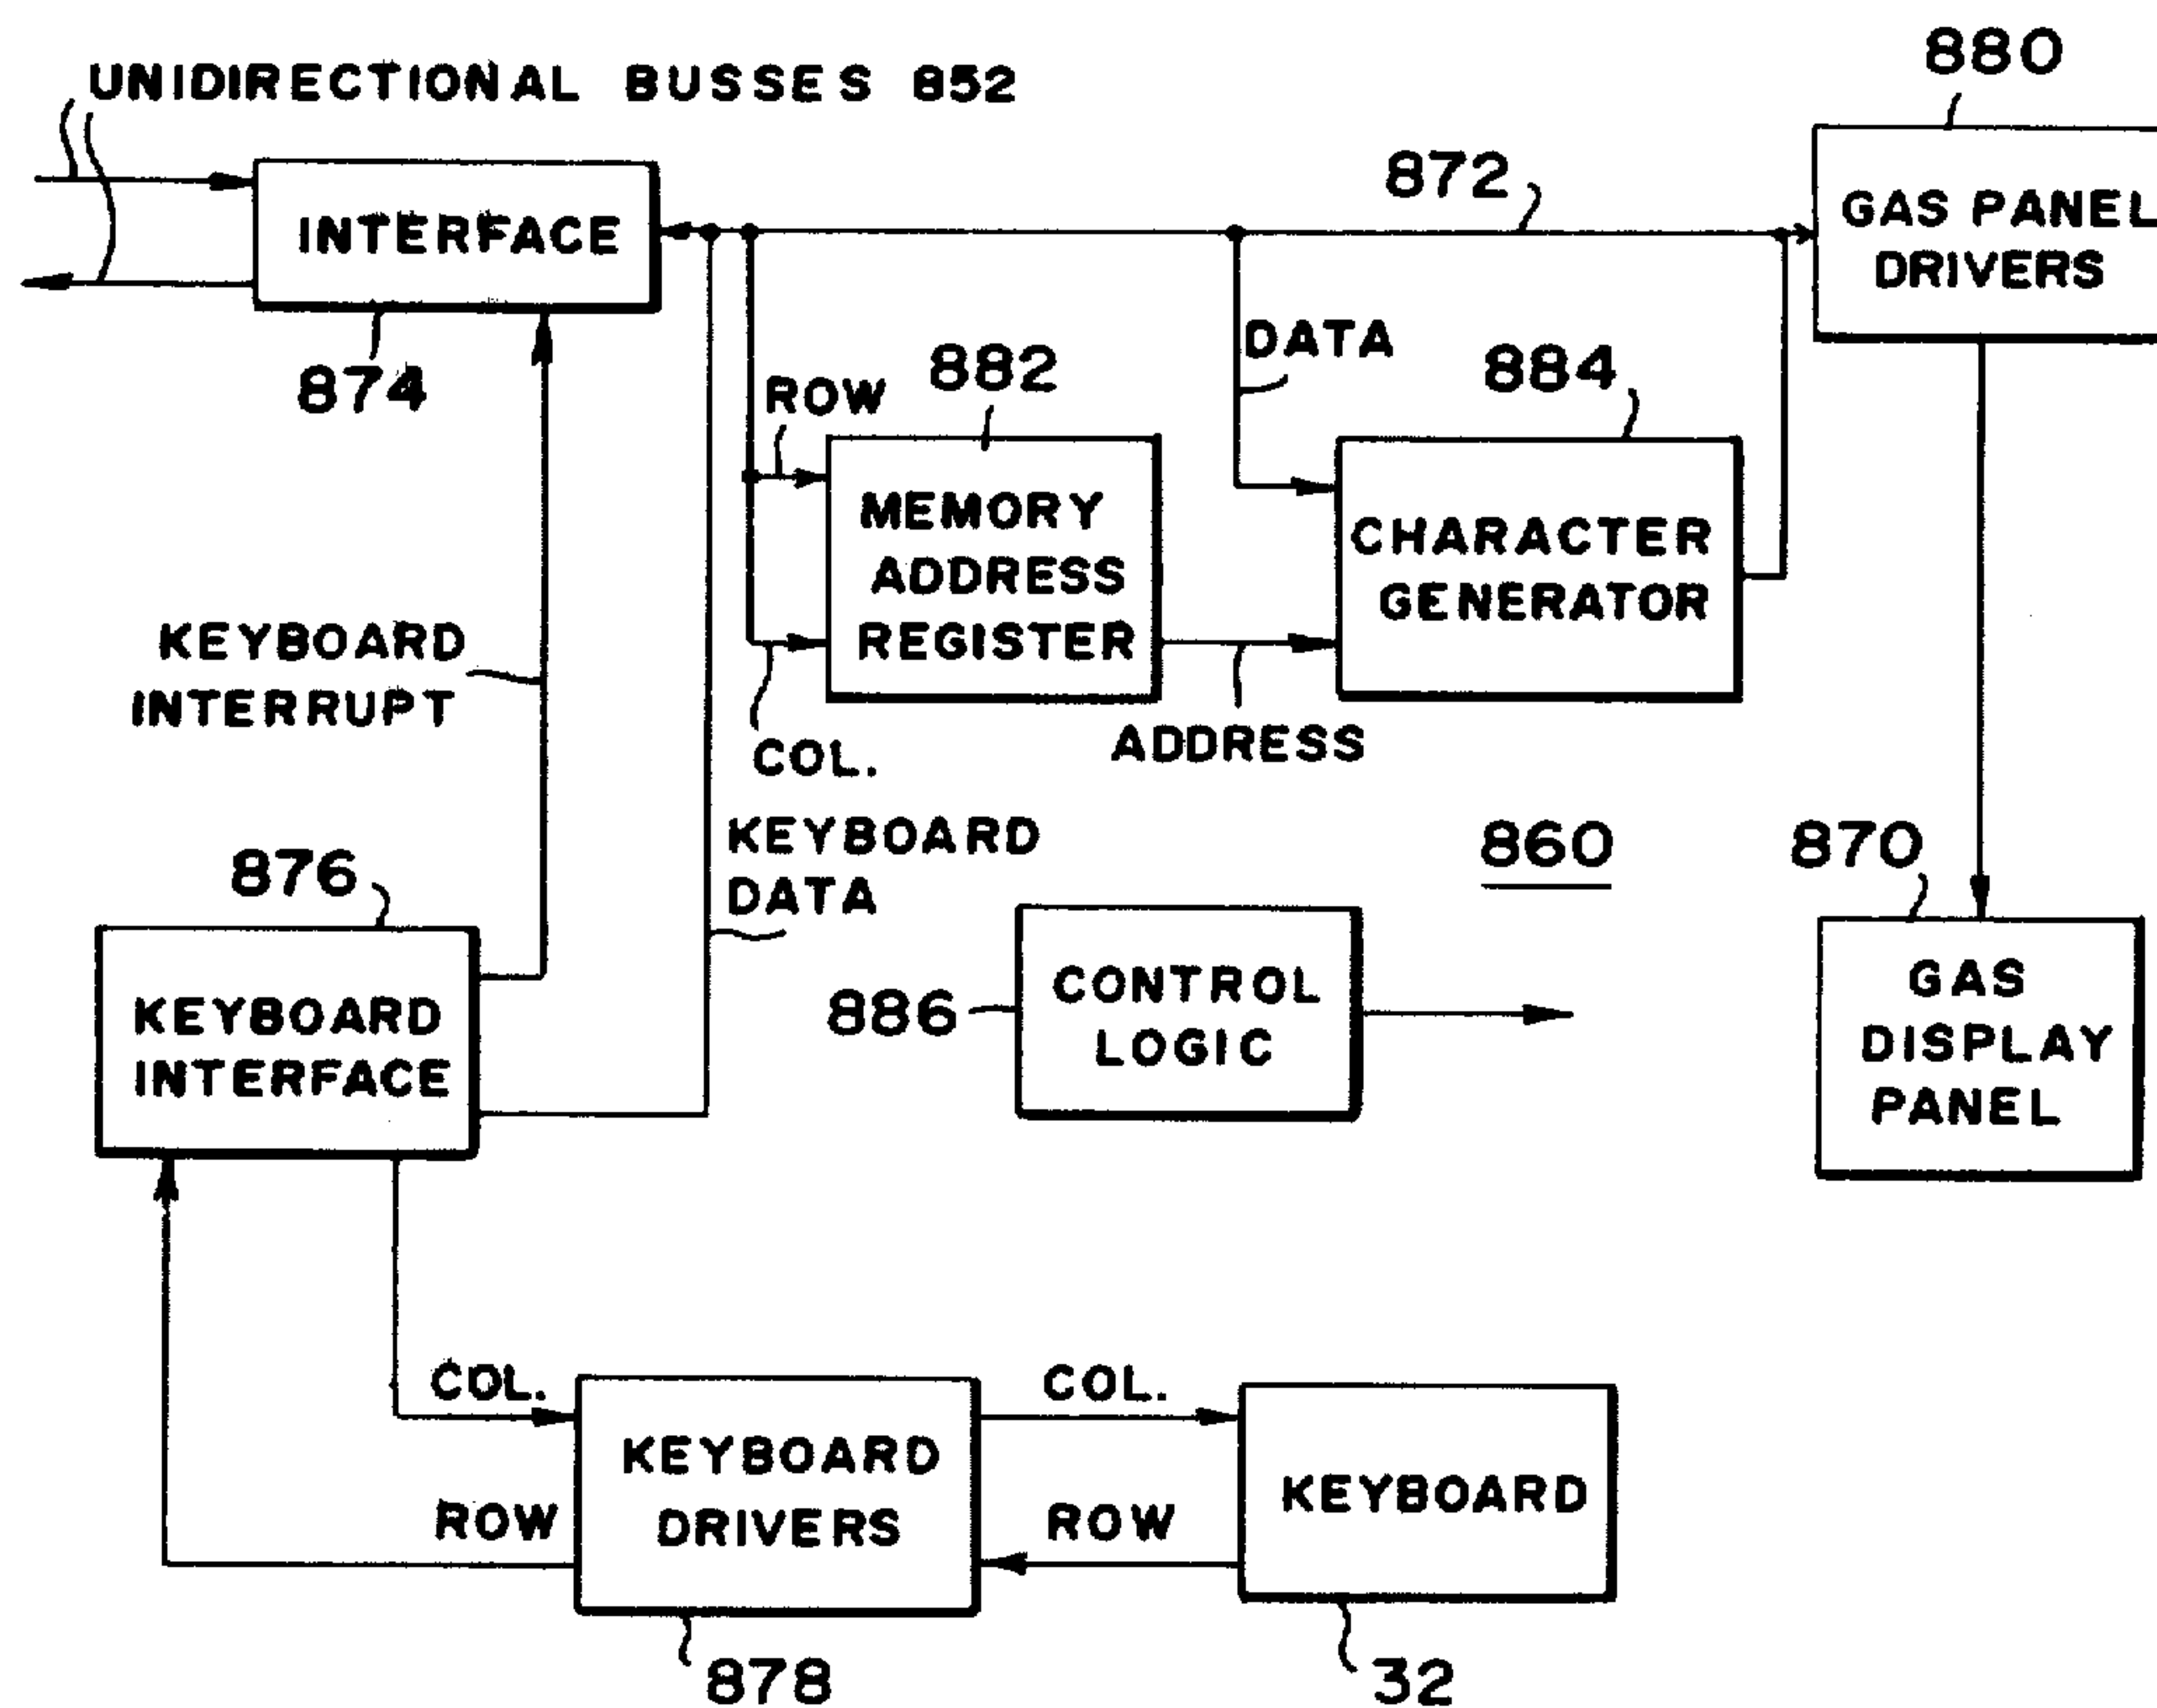 UNIDIRECTIONAL BUSSES 852
880
872
GAS PANEL
DRIVERS
INTERFACE
874
ROW
882
DATA
884
MEMORY
ADDRESS
REGISTER
CHARACTER
GENERATOR
KEYBOARD
INTERRUPT
COL.
ADDRESS
KEYBOARD
DATA
860
870
876
KEYBOARD
INTERFACE
886
CONTROL
LOGIC
GAS
DISPLAY
PANEL
COL.
ROW
KEYBOARD
DRIVERS
COL.
ROW
KEYBOARD
878
32